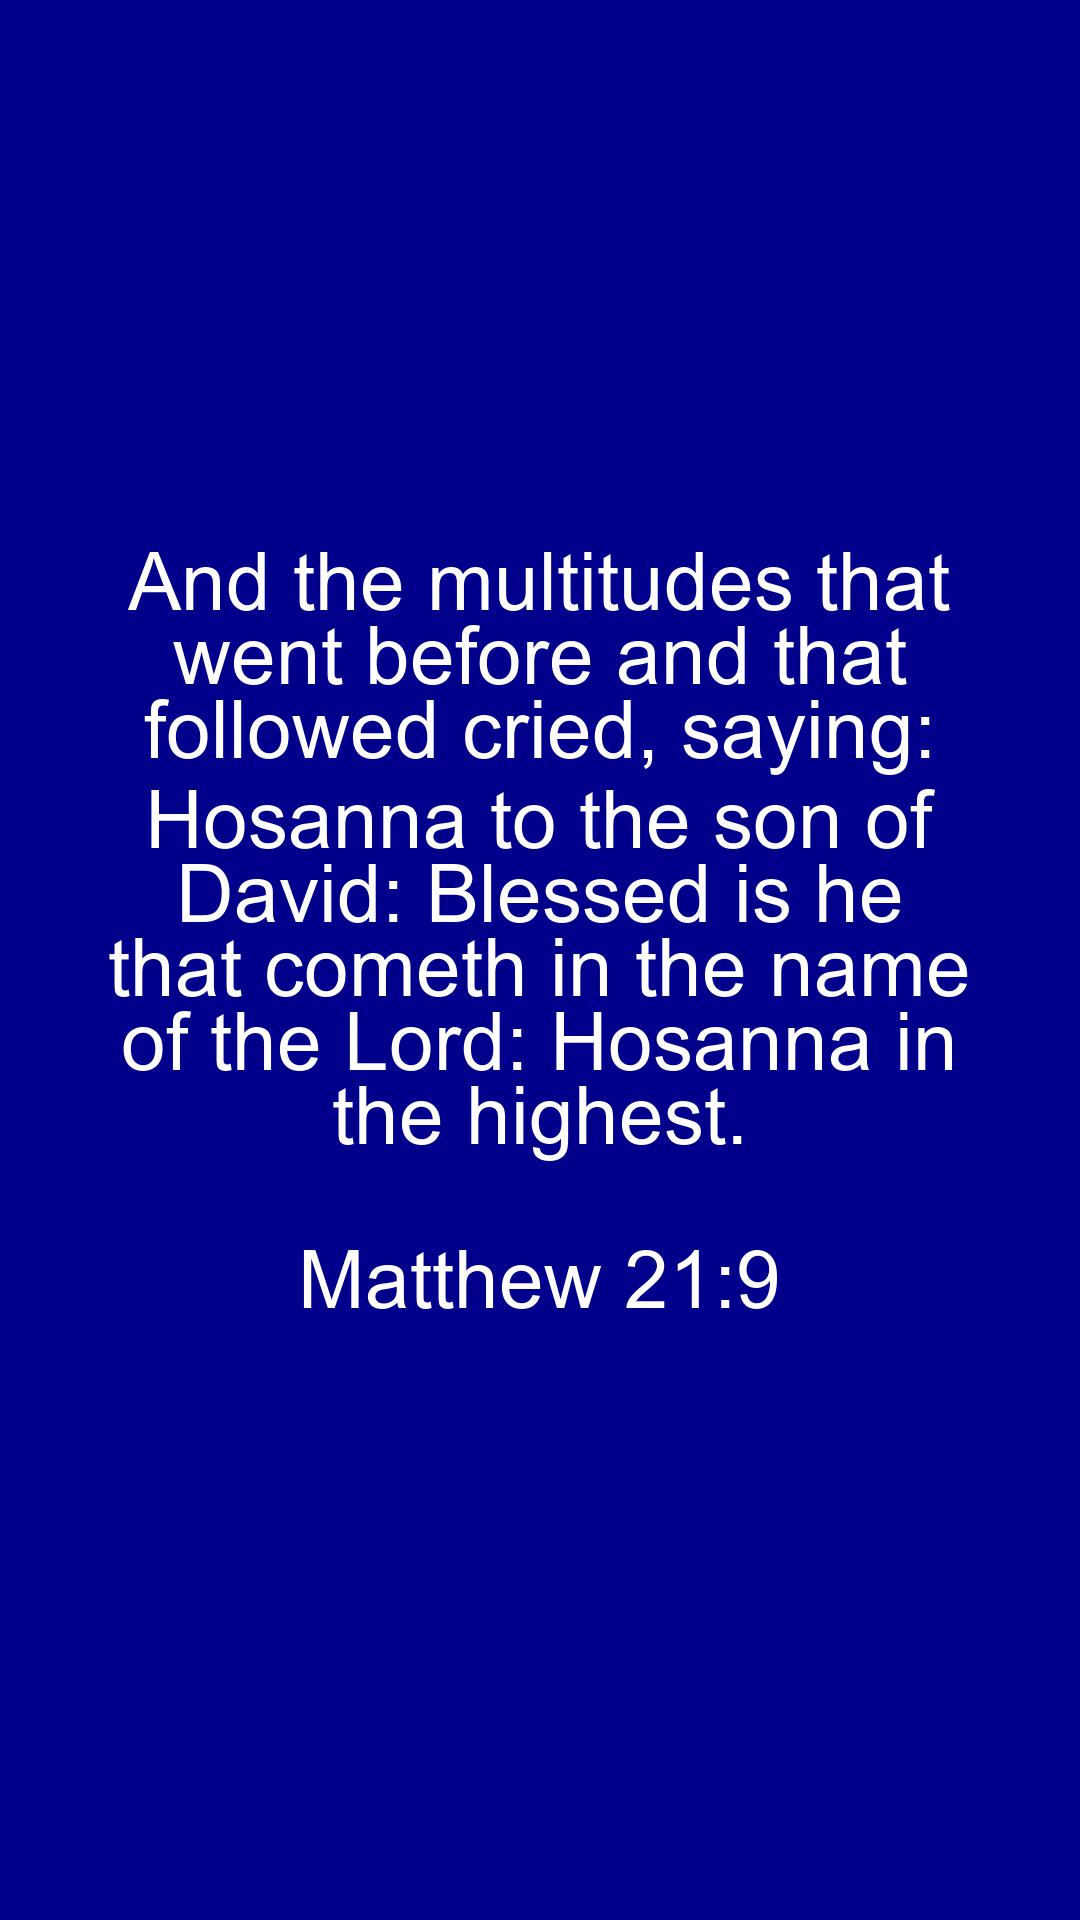 And the multitudes that
went before and that
followed cried, saying:
Hosanna to the son of
David: Blessed is he
that cometh in the name
of the Lord: Hosanna in
the highest.
Matthew 21:9